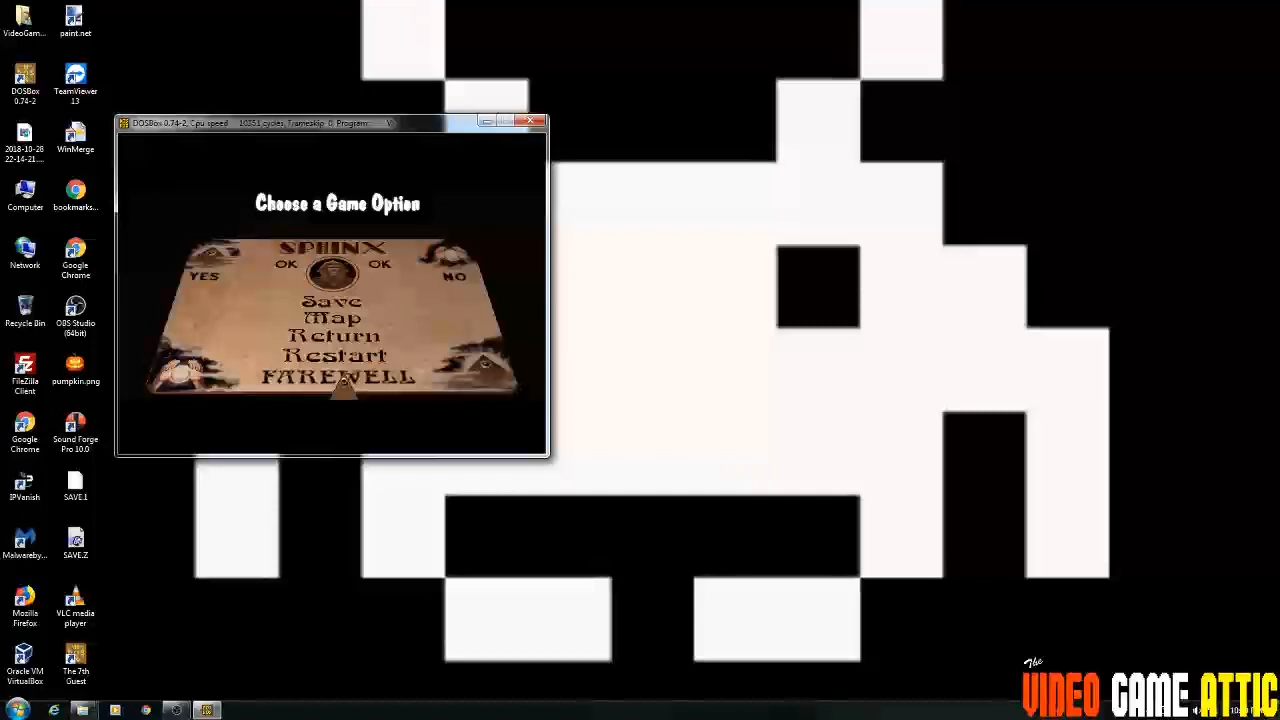 VideoGam...
paint.net
DOSBox 0.74-2
TeamViewer 13
2018-10-28 22-14-21....
WinMerge
Computer
bookmarks...
Network
Google Chrome
Recycle Bin
OBS Studio (64bit)
FileZilla Client
pumpkin.png
Google Chrome
Sound Forge Pro 10.0
IPVanish
SAVE.1
Malwareby...
SAVE.Z
Mozilla Firefox
VLC media player
Oracle VM VirtualBox
The 7th Guest
DOSBox 0.74-2, Cpu speed: 10351 cycles, Frameskip 0, Program:
Choose a Game Option
SPHINX
OK OK
YES NO
Save
Map
Return
Restart
FAREWELL
The
VIDEO GAME ATTIC